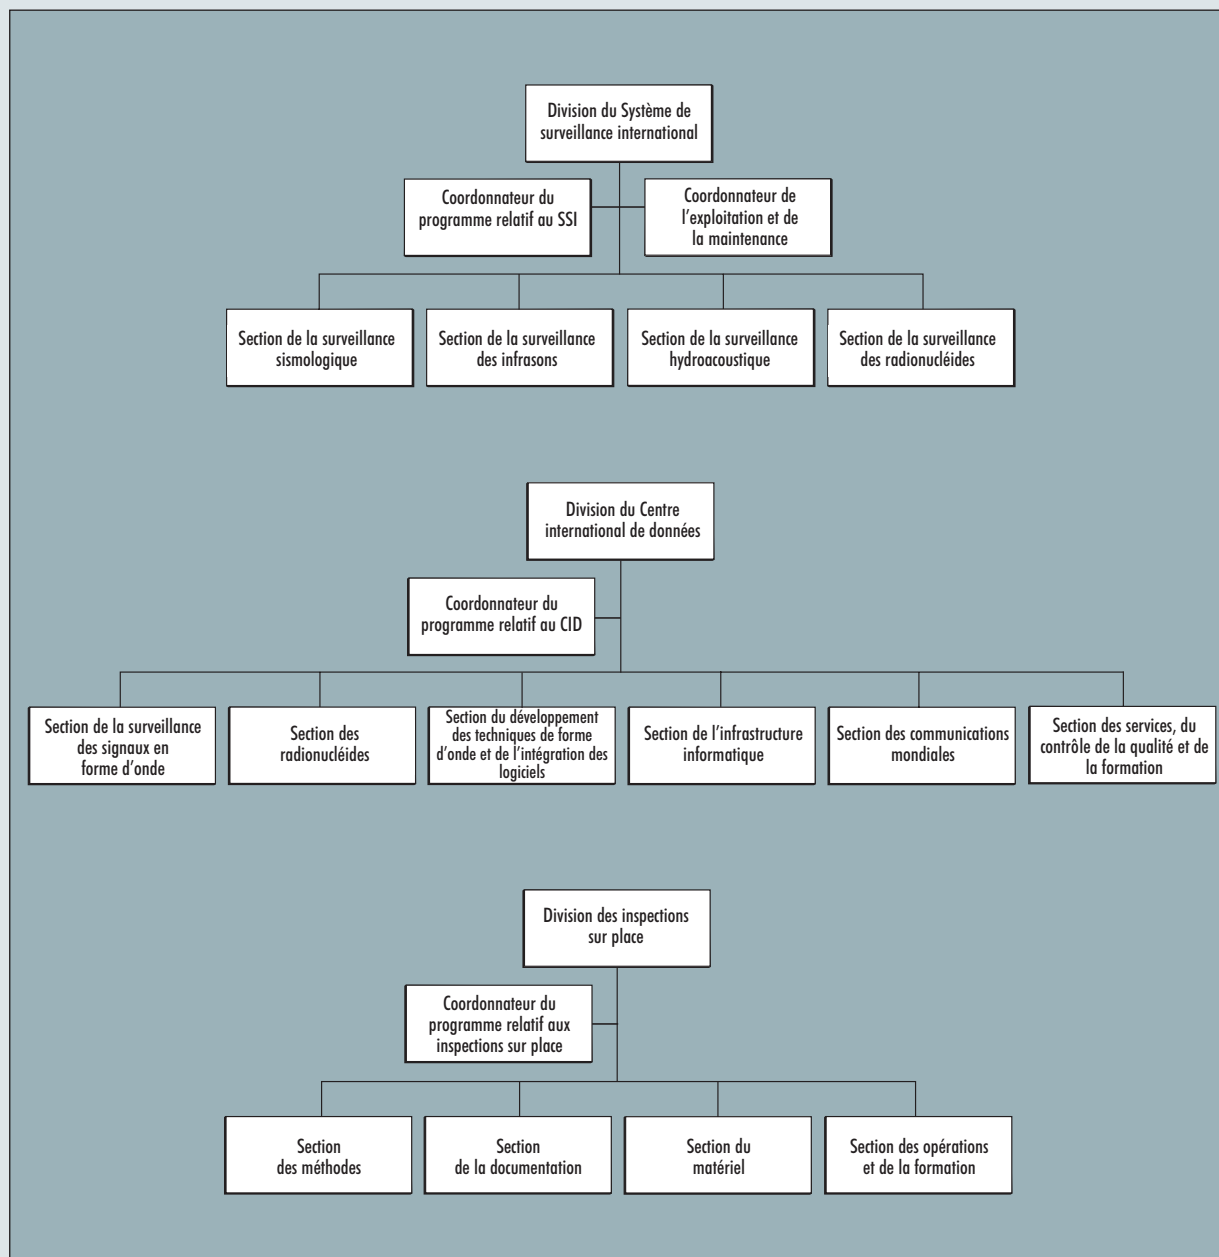 Division du Système de
surveillance international
Coordonnateur du
programme relatif au SSI
Coordonnateur de
l'exploitation et de
la maintenance
Section de la surveillance
sismologique
Section de la surveillance
des infrasons
Section de la surveillance
hydroacoustique
Section de la surveillance
des radionucléides
Division du Centre
international de données
Coordonnateur du
programme relatif au CID
Section de la surveillance
des signaux en
forme d'onde
Section des
radionucléides
Section du développement
des techniques de forme
d'onde et de l'intégration des
logiciels
Section de l'infrastructure
informatique
Section des communications
mondiales
Section des services, du
contrôle de la qualité et de
la formation
Division des inspections
sur place
Coordonnateur du
programme relatif aux
inspections sur place
Section
des méthodes
Section
de la documentation
Section du
matériel
Section des opérations
et de la formation